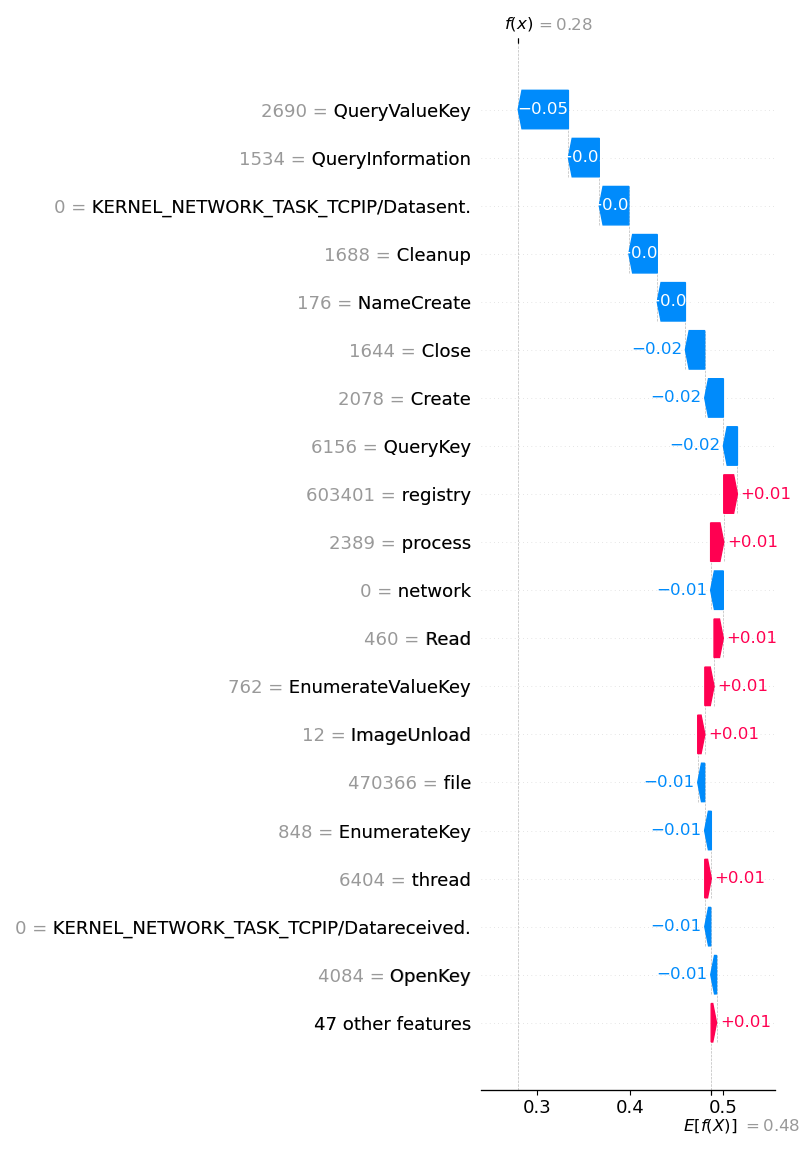 f(x) = 0.28
2690 = QueryValueKey −0.05
1534 = QueryInformation −0.0
0 = KERNEL_NETWORK_TASK_TCPIP/Datasent. −0.0
1688 = Cleanup −0.0
176 = NameCreate −0.0
1644 = Close −0.02
2078 = Create −0.02
6156 = QueryKey −0.02
603401 = registry +0.01
2389 = process +0.01
0 = network −0.01
460 = Read +0.01
762 = EnumerateValueKey +0.01
12 = ImageUnload +0.01
470366 = file −0.01
848 = EnumerateKey −0.01
6404 = thread +0.01
0 = KERNEL_NETWORK_TASK_TCPIP/Datareceived. −0.01
4084 = OpenKey −0.01
47 other features +0.01
0.3 0.4 0.5
E[f(X)] = 0.48